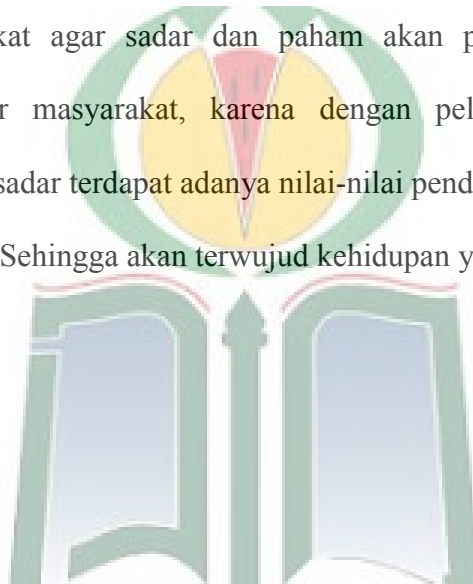 kat agar sadar dan paham akan p
r masyarakat, karena dengan pel
sadar terdapat adanya nilai-nilai pend
Sehingga akan terwujud kehidupan y